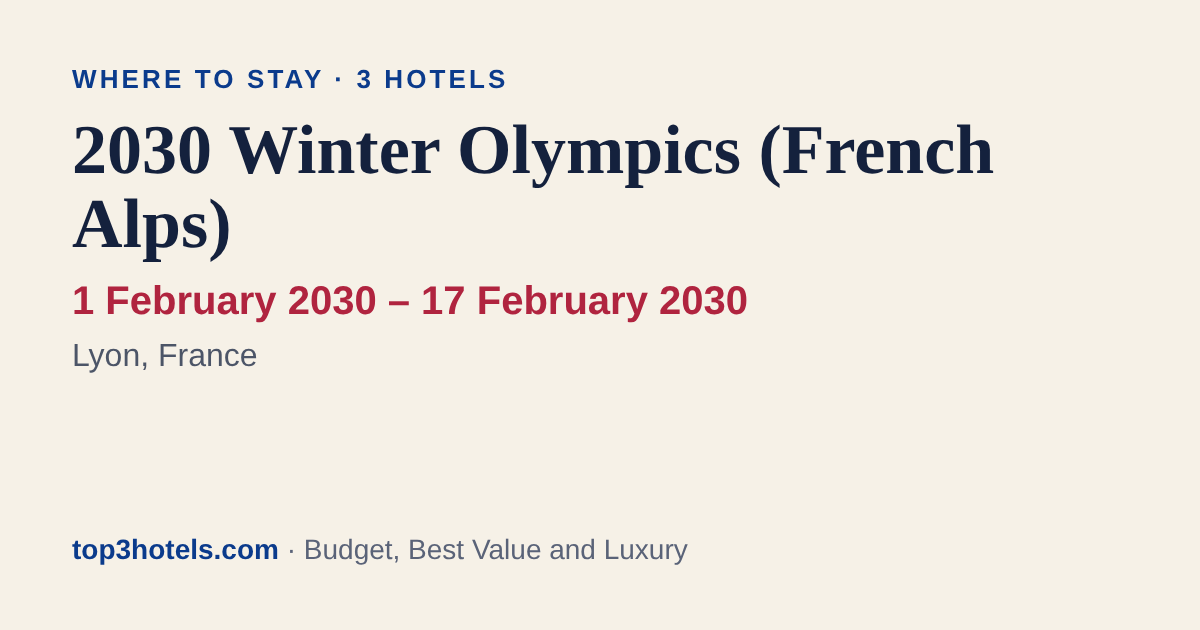 WHERE TO STAY · 3 HOTELS
2030 Winter Olympics (French
Alps)
1 February 2030 – 17 February 2030
Lyon, France
top3hotels.com · Budget, Best Value and Luxury